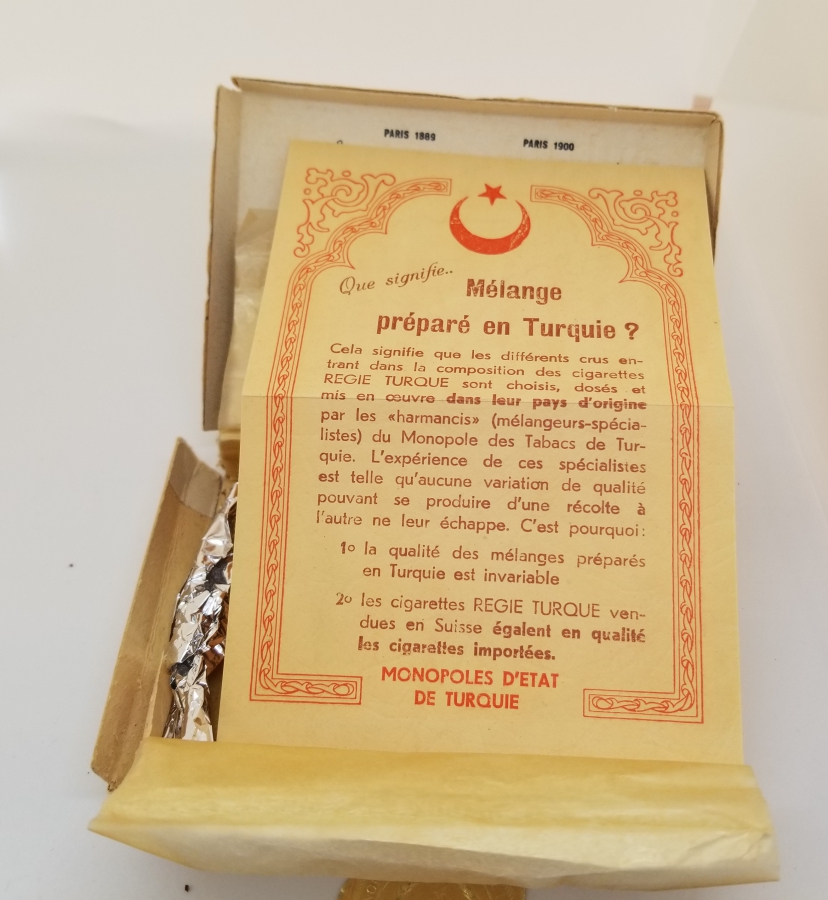 PARIS 1889
PARIS 1900
Que signifie..
Mélange
préparé en Turquie ?
Cela signifie que les différents crus en-
trant dans la composition des cigarettes
REGIE TURQUE sont choisis, dosés et
mis en œuvre dans leur pays d'origine
par les «harmancis» (mélangeurs-spécia-
listes) du Monopole des Tabacs de Tur-
quie. L'expérience de ces spécialistes
est telle qu'aucune variation de qualité
pouvant se produire d'une récolte à
l'autre ne leur échappe. C'est pourquoi:
1o la qualité des mélanges préparés
en Turquie est invariable
2o les cigarettes REGIE TURQUE ven-
dues en Suisse égalent en qualité
les cigarettes importées.
MONOPOLES D'ETAT
DE TURQUIE